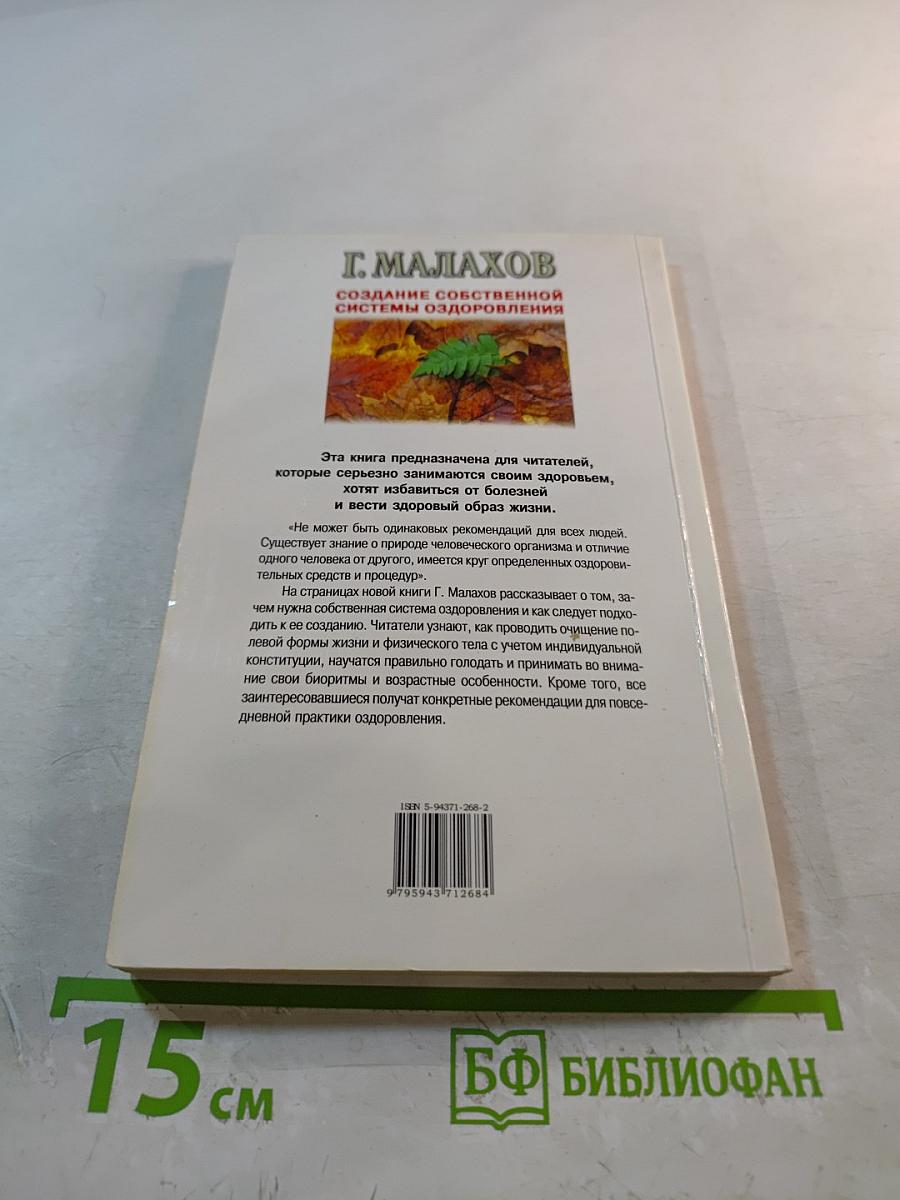 Г. МАЛАХОВ
СОЗДАНИЕ СОБСТВЕННОЙ
СИСТЕМЫ ОЗДОРОВЛЕНИЯ
Эта книга предназначена для читателей,
которые серьезно занимаются своим здоровьем,
хотят избавиться от болезней
и вести здоровый образ жизни.
«Не может быть одинаковых рекомендаций для всех людей.
Существует знание о природе человеческого организма и отличие
одного человека от другого, имеется круг определенных оздорови-
тельных средств и процедур».
На страницах новой книги Г. Малахов рассказывает о том, за-
чем нужна собственная система оздоровления и как следует подхо-
дить к ее созданию. Читатели узнают, как проводить очищение по-
левой формы жизни и физического тела с учетом индивидуальной
конституции, научатся правильно голодать и принимать во внима-
ние свои биоритмы и возрастные особенности. Кроме того, все
заинтересовавшиеся получат конкретные рекомендации для повсе-
дневной практики оздоровления.
ISBN 5-94371-268-2
9 795943 712684
15 см
БФ БИБЛИОФАН